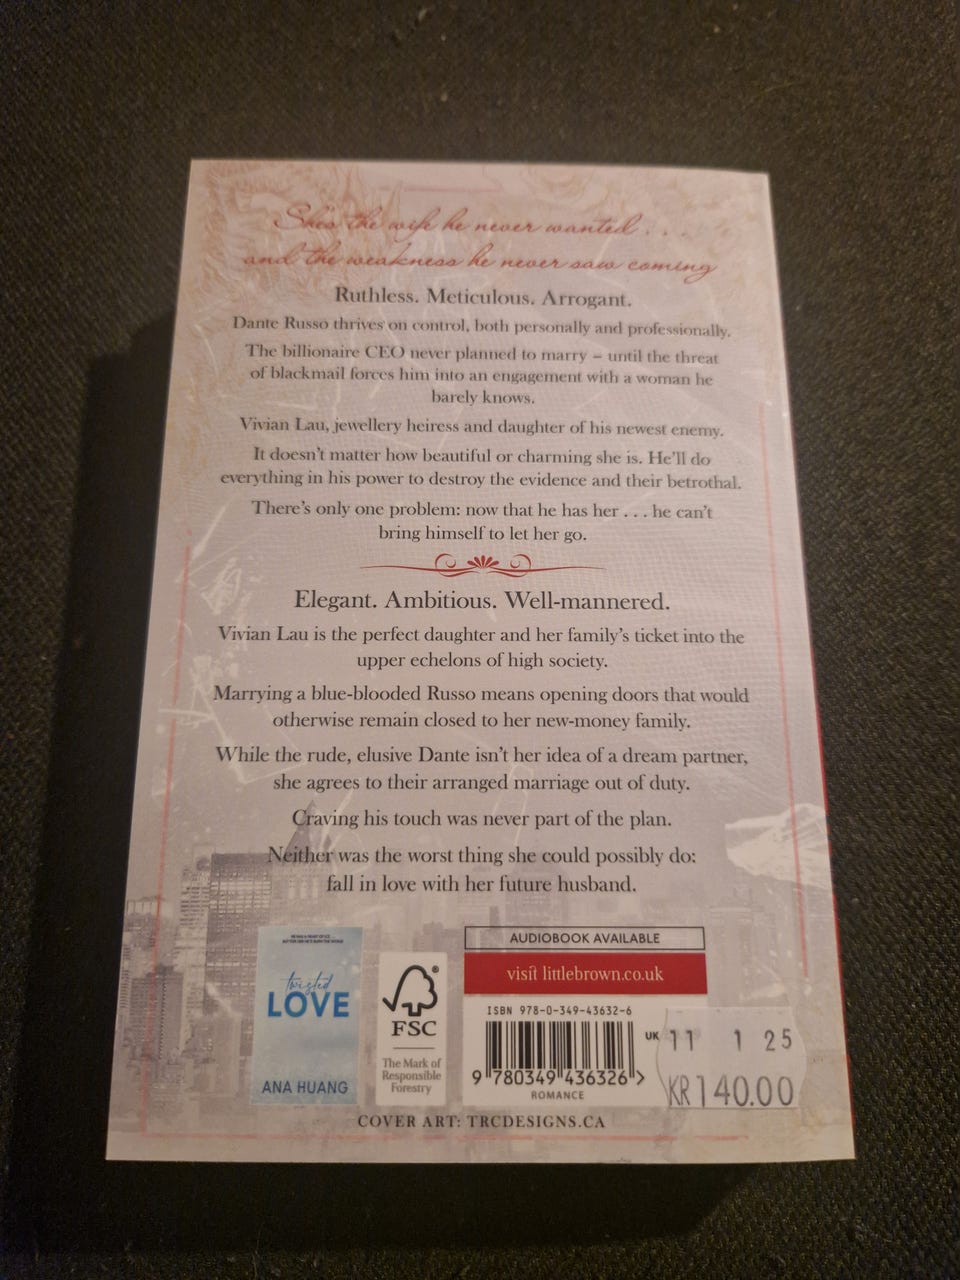 She's the wife he never wanted . . .
and the weakness he never saw coming
Ruthless. Meticulous. Arrogant.
Dante Russo thrives on control, both personally and professionally.
The billionaire CEO never planned to marry – until the threat
of blackmail forces him into an engagement with a woman he
barely knows.
Vivian Lau, jewellery heiress and daughter of his newest enemy.
It doesn't matter how beautiful or charming she is. He'll do
everything in his power to destroy the evidence and their betrothal.
There's only one problem: now that he has her . . . he can't
bring himself to let her go.
Elegant. Ambitious. Well-mannered.
Vivian Lau is the perfect daughter and her family's ticket into the
upper echelons of high society.
Marrying a blue-blooded Russo means opening doors that would
otherwise remain closed to her new-money family.
While the rude, elusive Dante isn't her idea of a dream partner,
she agrees to their arranged marriage out of duty.
Craving his touch was never part of the plan.
Neither was the worst thing she could possibly do:
fall in love with her future husband.
twisted
LOVE
ANA HUANG
®
FSC
The Mark of
Responsible
Forestry
AUDIOBOOK AVAILABLE
visit littlebrown.co.uk
ISBN 978-0-349-43632-6
9 780349 436326 >
ROMANCE
UK
11 1 25
KR140.00
COVER ART: TRCDESIGNS.CA